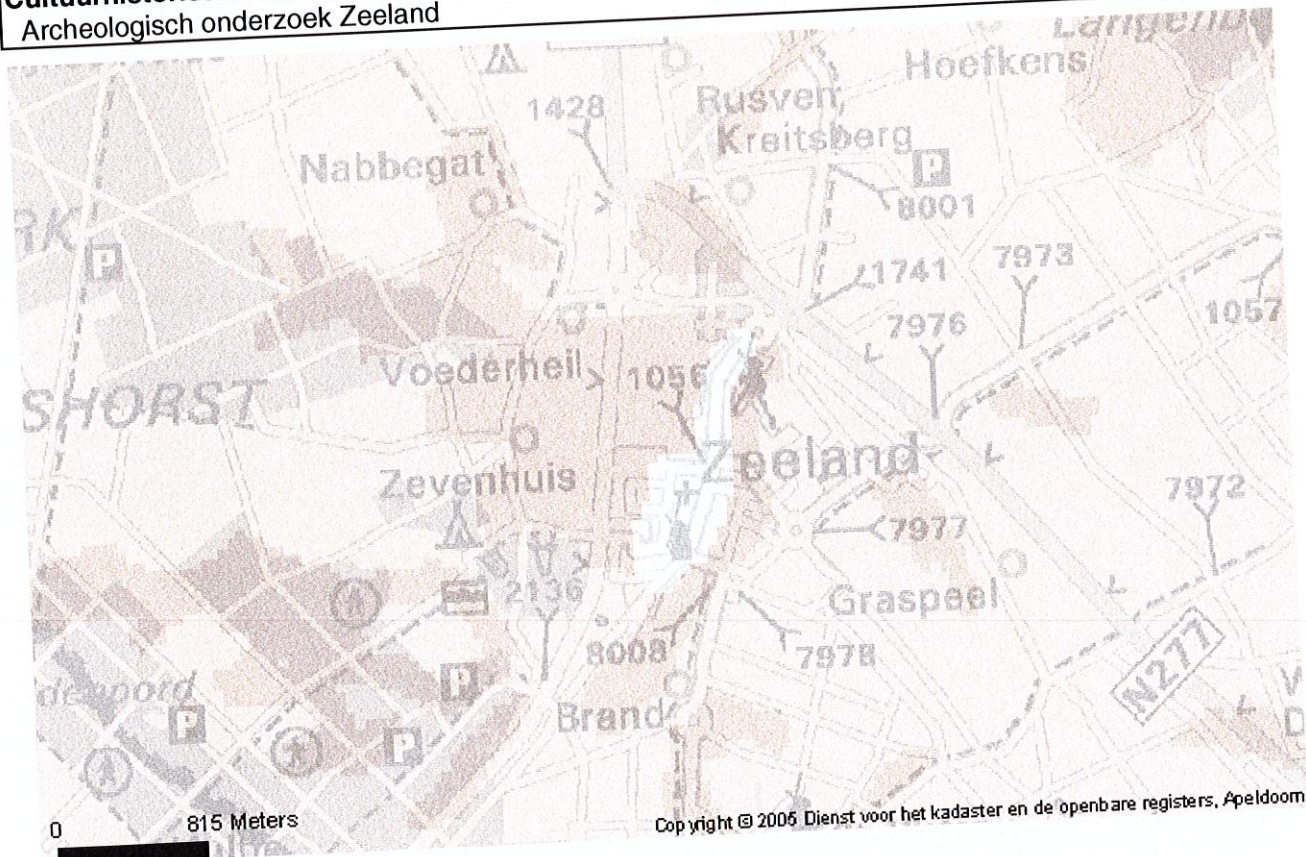 Archeologisch onderzoek Zeeland
Hoefkens
1428
Rusven,
Kreitsberg
Nabbegat
P
8001
RK
P
1741
7973
7976
1057
Voederheil
1056
SHORST
Zeeland
Zevenhuis
7972
7977
2136
Graspeel
8008
7978
P
N277
P
Brand
P
0
815 Meters
Copyright © 2005 Dienst voor het kadaster en de openbare registers, Apeldoorn